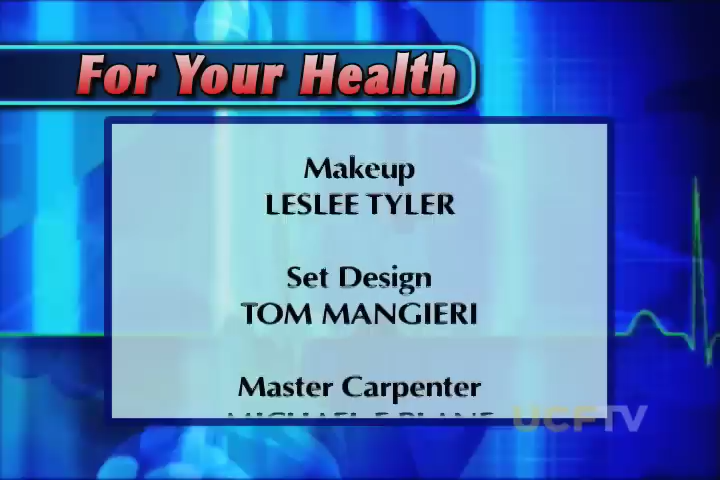 For Your Health
Makeup
LESLEE TYLER
Set Design
TOM MANGIERI
Master Carpenter
UCFTV